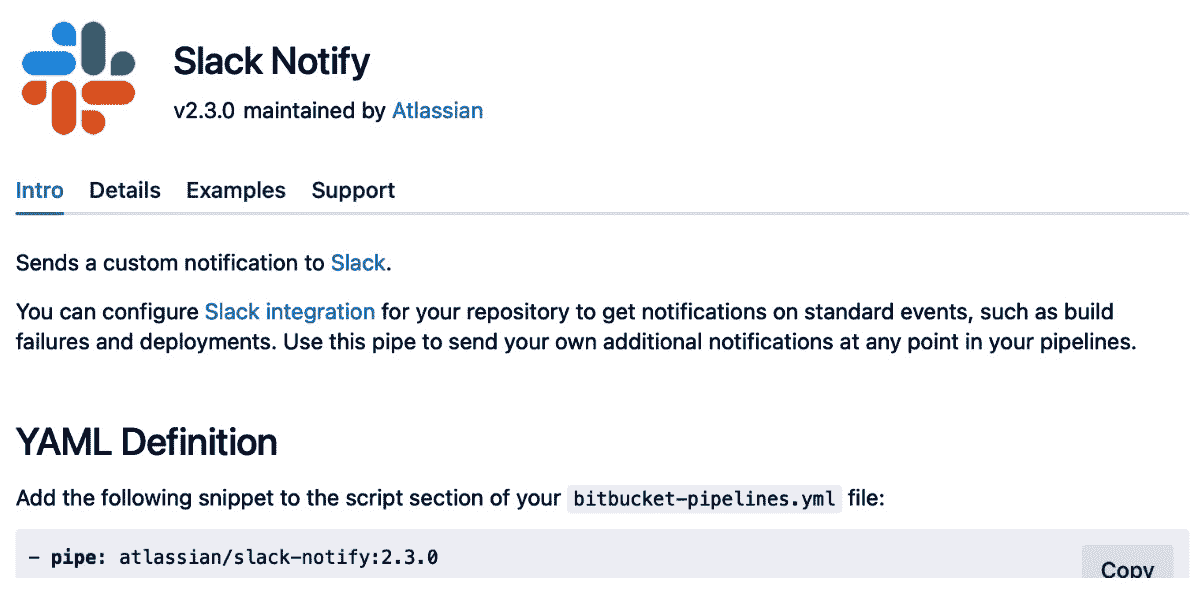 Slack Notify
v2.3.0 maintained by Atlassian
Intro Details Examples Support
Sends a custom notification to Slack.
You can configure Slack integration for your repository to get notifications on standard events, such as build
failures and deployments. Use this pipe to send your own additional notifications at any point in your pipelines.
YAML Definition
Add the following snippet to the script section of your bitbucket-pipelines.yml file:
- pipe: atlassian/slack-notify:2.3.0
Copy